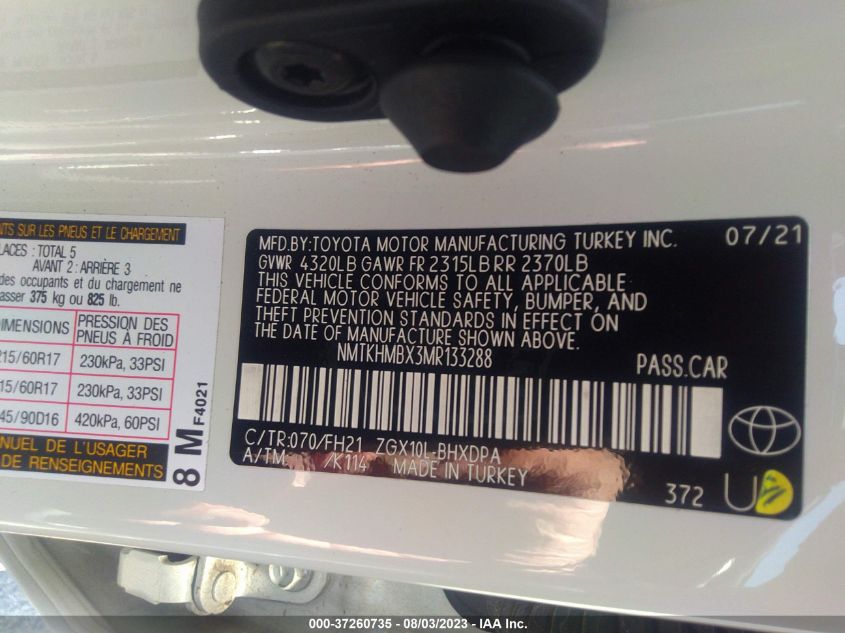 NTS SUR LES PNEUS ET LE CHARGEMENT
LACES : TOTAL 5
AVANT 2 : ARRIÈRE 3
des occupants et du chargement ne
asser 375 kg ou 825 lb.
DIMENSIONS PRESSION DES PNEUS À FROID
215/60R17 230kPa, 33PSI
15/60R17 230kPa, 33PSI
45/90D16 420kPa, 60PSI
ANUEL DE L'USAGER
DE RENSEIGNEMENTS
8 M F4021
MFD.BY:TOYOTA MOTOR MANUFACTURING TURKEY INC. 07/21
GVWR 4320LB GAWR FR 2315LB RR 2370LB
THIS VEHICLE CONFORMS TO ALL APPLICABLE
FEDERAL MOTOR VEHICLE SAFETY, BUMPER, AND
THEFT PREVENTION STANDARDS IN EFFECT ON
THE DATE OF MANUFACTURE SHOWN ABOVE.
NMTKHMBX3MR133288 PASS.CAR
C/TR:070/FH21 ZGX10L-BHXDPA
A/TM: /K114 MADE IN TURKEY
372 U
000-37260735 - 08/03/2023 - IAA Inc.